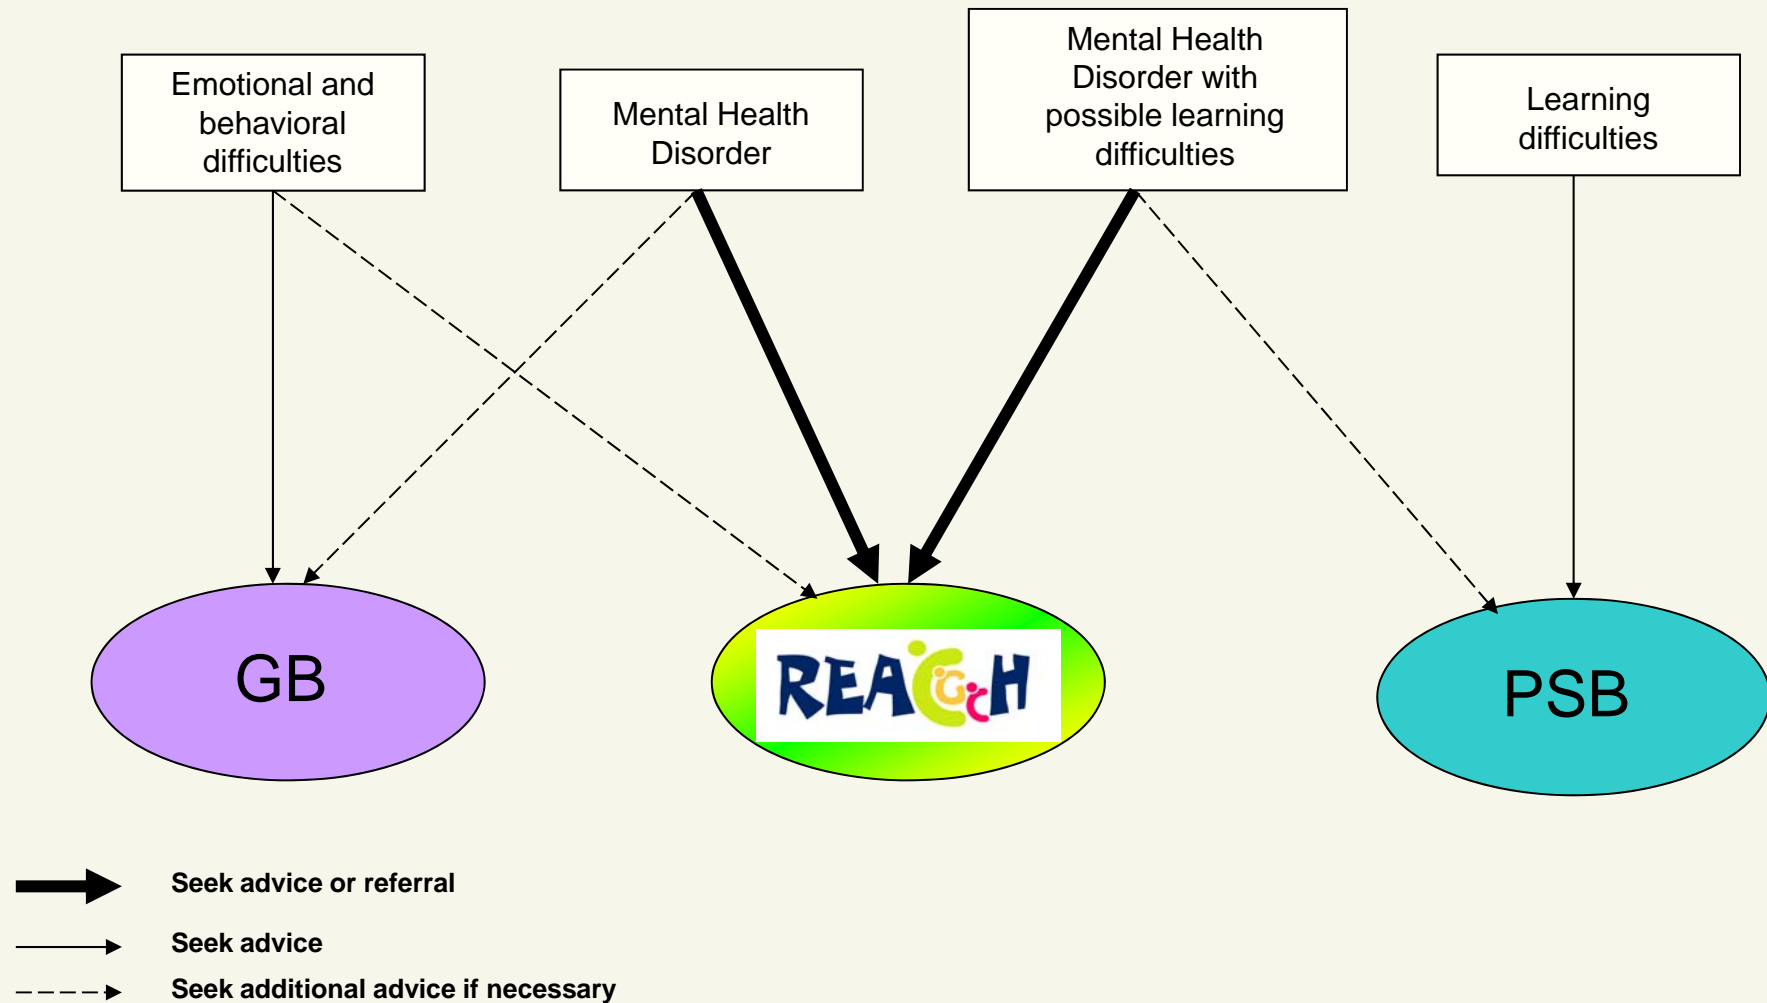 Emotional and
behavioral
difficulties
Mental Health
Disorder
Mental Health
Disorder with
possible learning
difficulties
Learning
difficulties
GB
REACH
PSB
Seek advice or referral
Seek advice
Seek additional advice if necessary